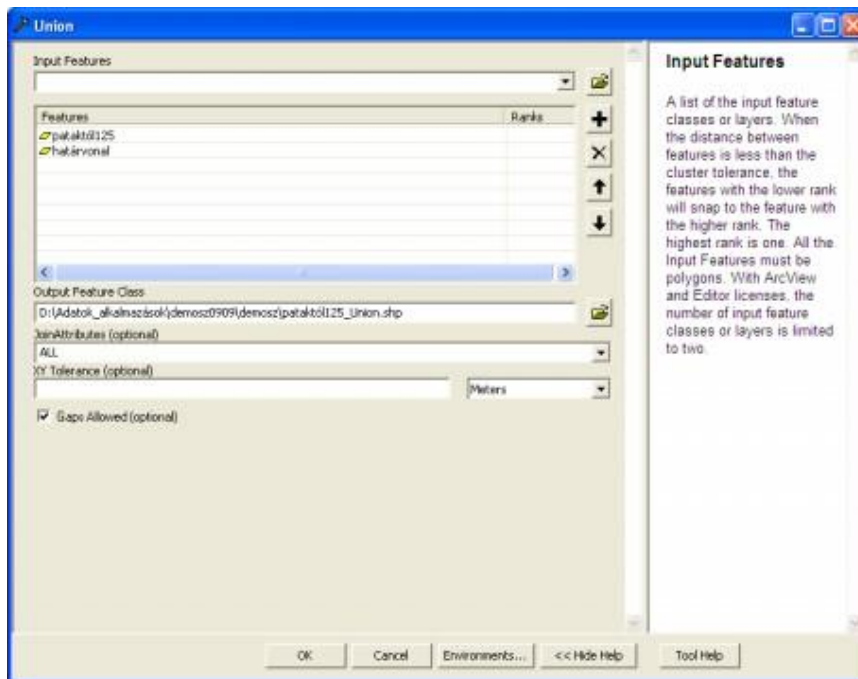 Union
Input Features
Features Ranks
pataktól125
határvonal
Output Feature Class
D:\Adatok_alkalmazások\demosz0909\demosz\pataktól125_Union.shp
JoinAttributes (optional)
ALL
XY Tolerance (optional)
Meters
Gaps Allowed (optional)
OK Cancel Environments... << Hide Help Tool Help
Input Features
A list of the input feature
classes or layers. When
the distance between
features is less than the
cluster tolerance, the
features with the lower rank
will snap to the feature with
the higher rank. The
highest rank is one. All the
Input Features must be
polygons. With ArcView
and Editor licenses, the
number of input feature
classes or layers is limited
to two.